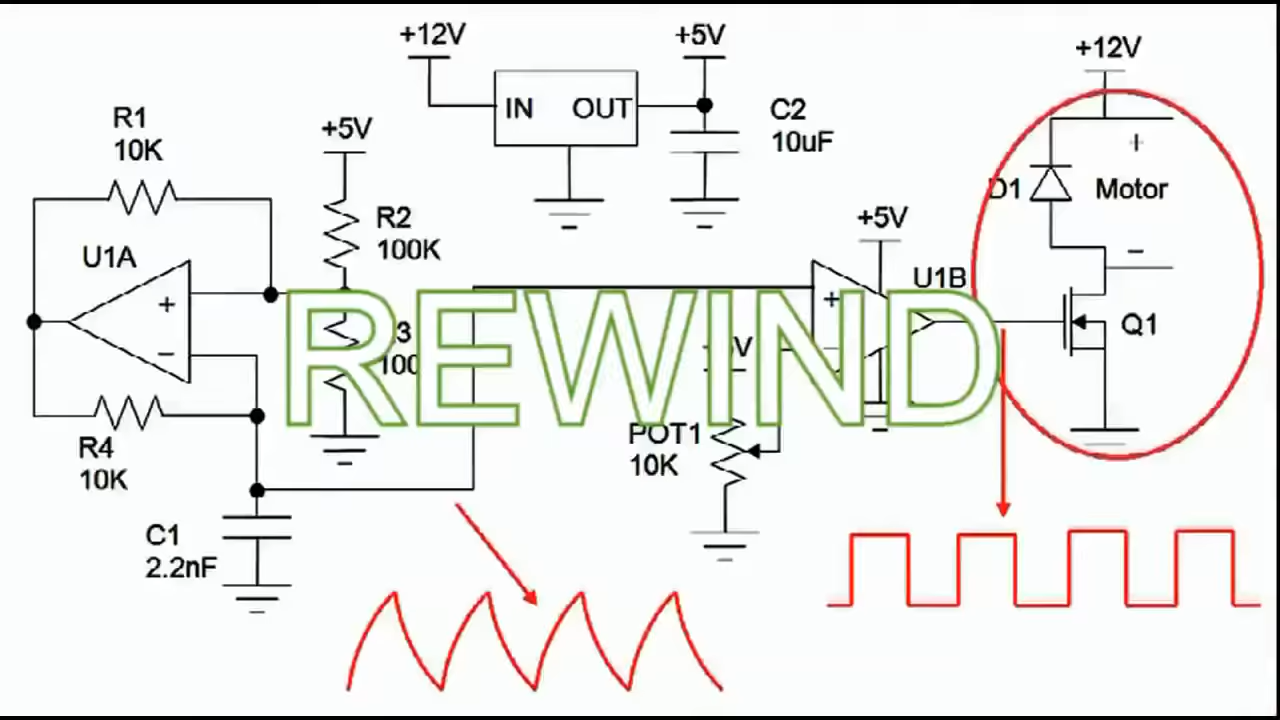 +12V
+5V
+12V
IN OUT
C2
10uF
R1
10K
+5V
+
D1
Motor
R2
100K
+5V
U1A
U1B
+
−
Q1
+
−
+
REWIND
POT1
10K
R4
10K
C1
2.2nF